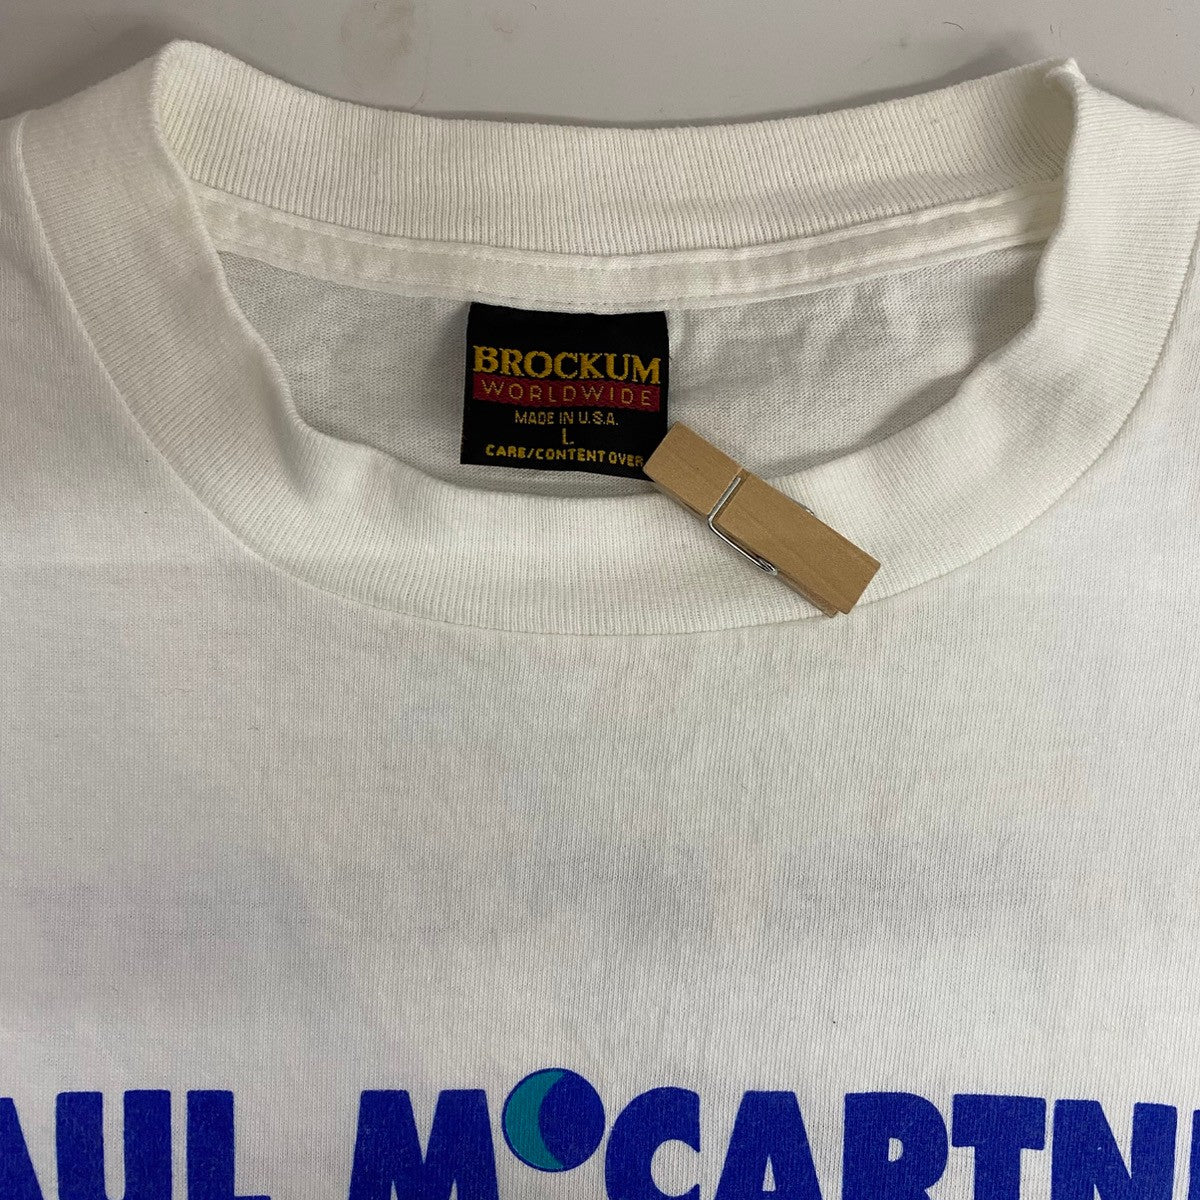 BROCKUM
WORLDWIDE
MADE IN U.S.A.
L
CARE/CONTENT OVER
AUL McCARTN